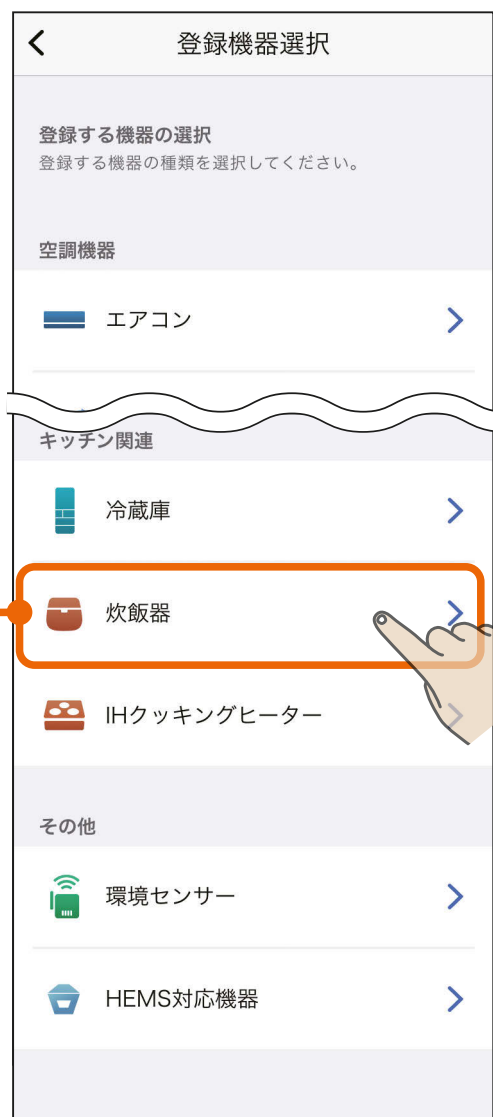 登録機器選択
登録する機器の選択
登録する機器の種類を選択してください。
空調機器
エアコン
キッチン関連
冷蔵庫
炊飯器
IHクッキングヒーター
その他
環境センサー
HEMS対応機器